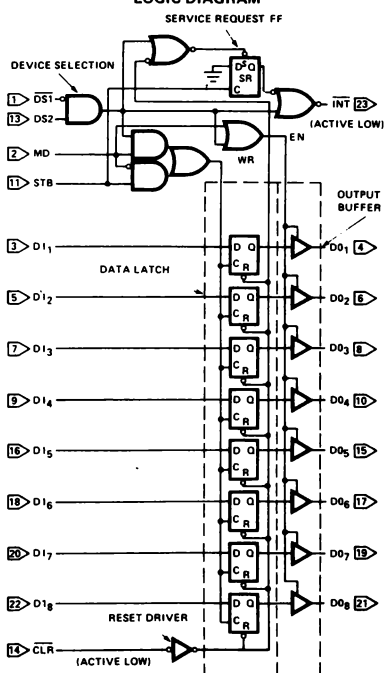 LOGIC DIAGRAM
SERVICE REQUEST FF
DEVICE SELECTION
D S Q
SR
C
1 DS1
13 DS2
INT 23
(ACTIVE LOW)
2 MD
EN
WR
11 STB
OUTPUT
BUFFER
3 DI1
D Q
C R
DO1 4
DATA LATCH
5 DI2
D Q
C R
DO2 6
7 DI3
D Q
C R
DO3 8
9 DI4
D Q
C R
DO4 10
16 DI5
D Q
C R
DO5 15
18 DI6
D Q
C R
DO6 17
20 DI7
D Q
C R
DO7 19
22 DI8
D Q
C R
DO8 21
RESET DRIVER
14 CLR
(ACTIVE LOW)